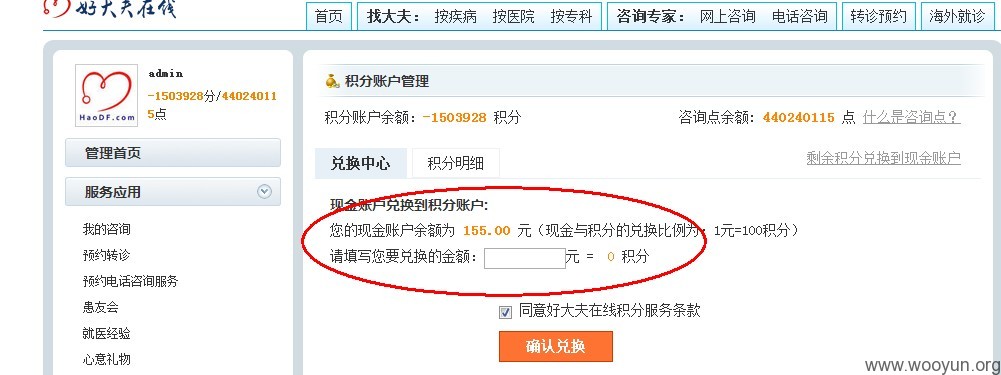 好大夫在线
首页 找大夫： 按疾病 按医院 按专科 咨询专家： 网上咨询 电话咨询 转诊预约 海外就诊
HaoDF.com
admin
-1503928分/44024011
5点
管理首页
服务应用
我的咨询
预约转诊
预约电话咨询服务
患友会
就医经验
心意礼物
积分账户管理
积分账户余额：-1503928 积分 咨询点余额：440240115 点 什么是咨询点？
兑换中心 积分明细 剩余积分兑换到现金账户
现金账户兑换到积分账户:
您的现金账户余额为 155.00 元（现金与积分的兑换比例为：1元=100积分）
请填写您要兑换的金额： 元 = 0 积分
同意好大夫在线积分服务条款
确认兑换
www.wooyun.org